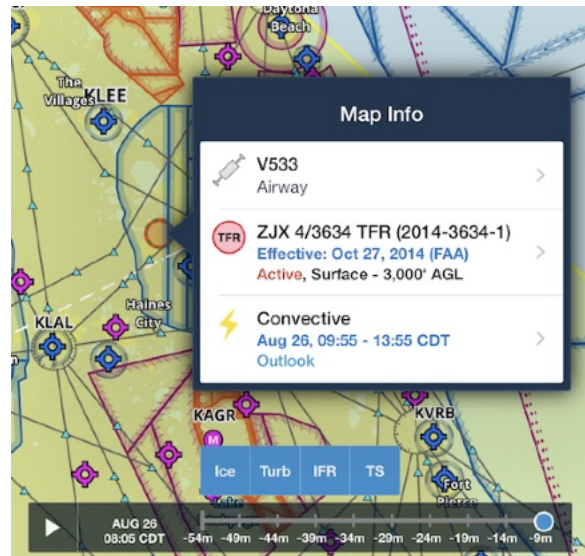 Daytona
Beach
The
Villages
KLEE
Map Info
V533
Airway
TFR
ZJX 4/3634 TFR (2014-3634-1)
Effective: Oct 27, 2014 (FAA)
Active, Surface - 3,000' AGL
Convective
Aug 26, 09:55 - 13:55 CDT
Outlook
Haines
City
KLAL
KAGR
KVRB
M
Ice Turb IFR TS
Fort
Pierce
Lake
AUG 26
08:05 CDT
-54m -49m -44m -39m -34m -29m -24m -19m -14m -9m